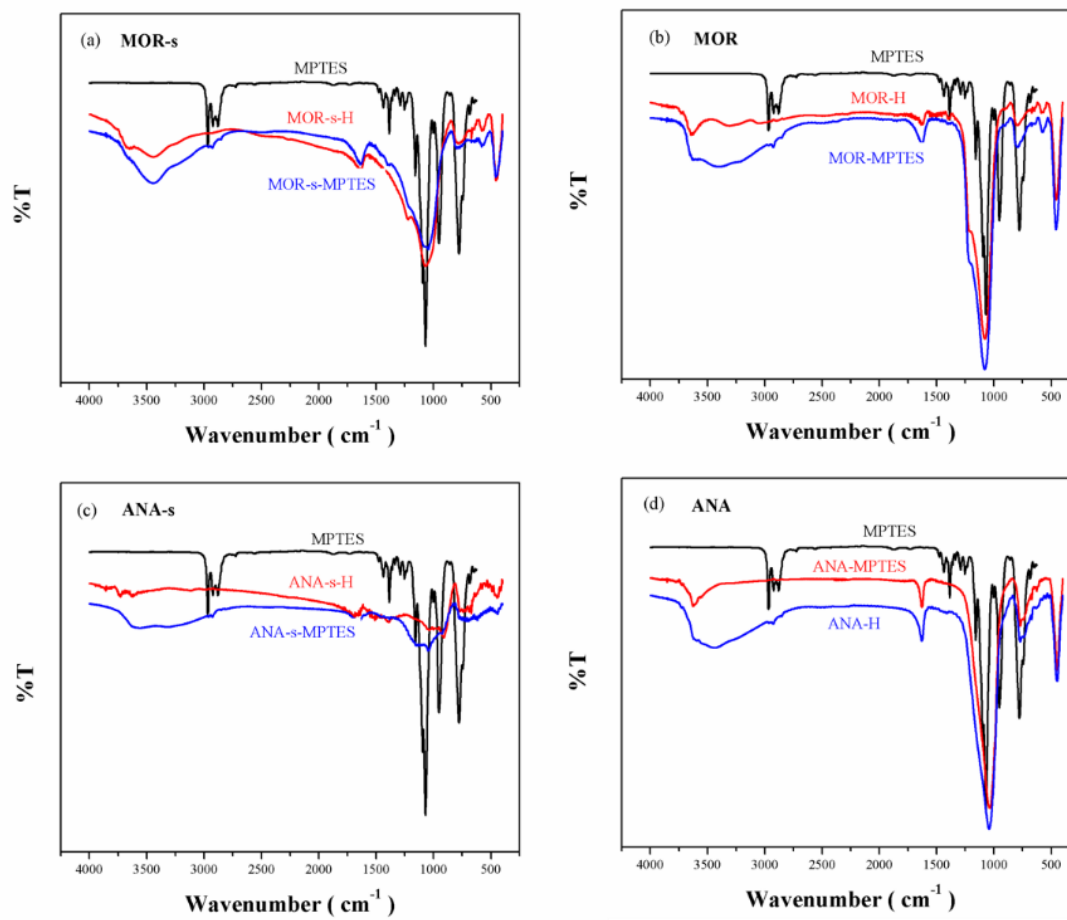 (a) MOR-s
MPTES
MOR-s-H
MOR-s-MPTES
%T
4000 3500 3000 2500 2000 1500 1000 500
Wavenumber ( cm-1 )
(b) MOR
MPTES
MOR-H
MOR-MPTES
%T
4000 3500 3000 2500 2000 1500 1000 500
Wavenumber ( cm-1 )
(c) ANA-s
MPTES
ANA-s-H
ANA-s-MPTES
%T
4000 3500 3000 2500 2000 1500 1000 500
Wavenumber ( cm-1 )
(d) ANA
MPTES
ANA-MPTES
ANA-H
%T
4000 3500 3000 2500 2000 1500 1000 500
Wavenumber ( cm-1 )